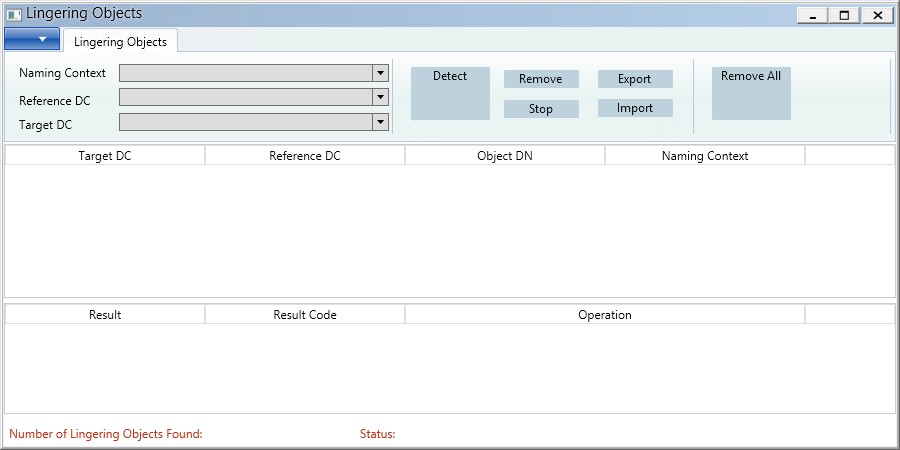 Lingering Objects
Lingering Objects
Naming Context
Reference DC
Target DC
Detect
Remove
Stop
Export
Import
Remove All
Target DC Reference DC Object DN Naming Context
Result Result Code Operation
Number of Lingering Objects Found: Status: